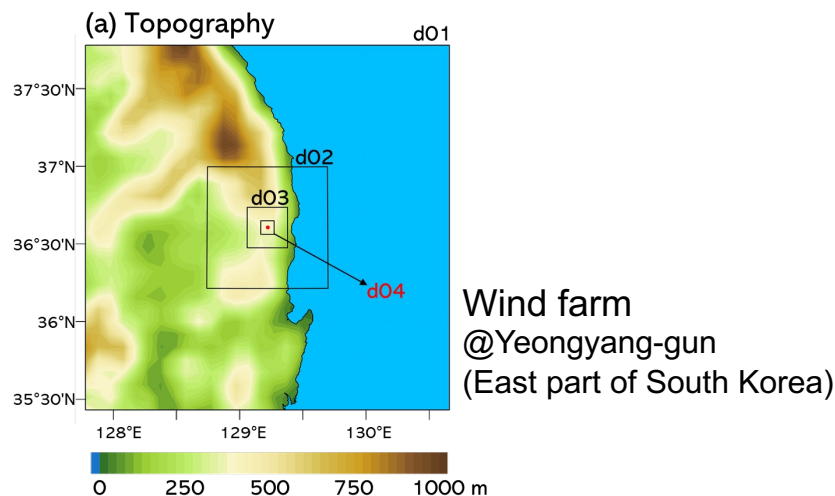 (a) Topography
d01
37°30'N
37°N
d02
d03
36°30'N
d04
36°N
35°30'N
128°E 129°E 130°E
0 250 500 750 1000 m
Wind farm
@Yeongyang-gun
(East part of South Korea)